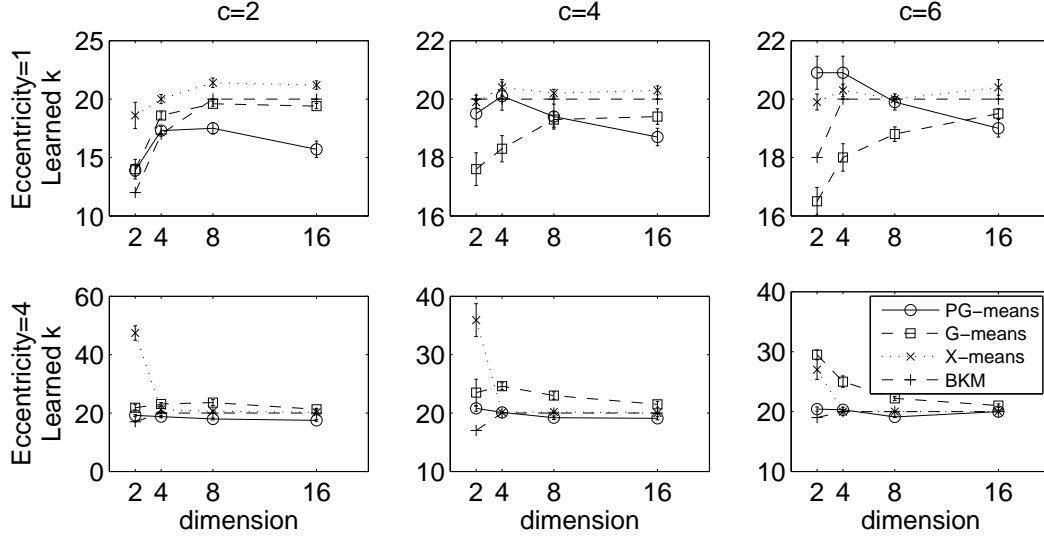 c=2
c=4
c=6
Eccentricity=1
Learned k
25
20
15
10
2 4 8 16
22
20
18
16
2 4 8 16
22
20
18
16
2 4 8 16
Eccentricity=4
Learned k
60
40
20
0
2 4 8 16
dimension
40
30
20
10
2 4 8 16
dimension
40
30
20
10
2 4 8 16
dimension
PG−means
G−means
X−means
BKM